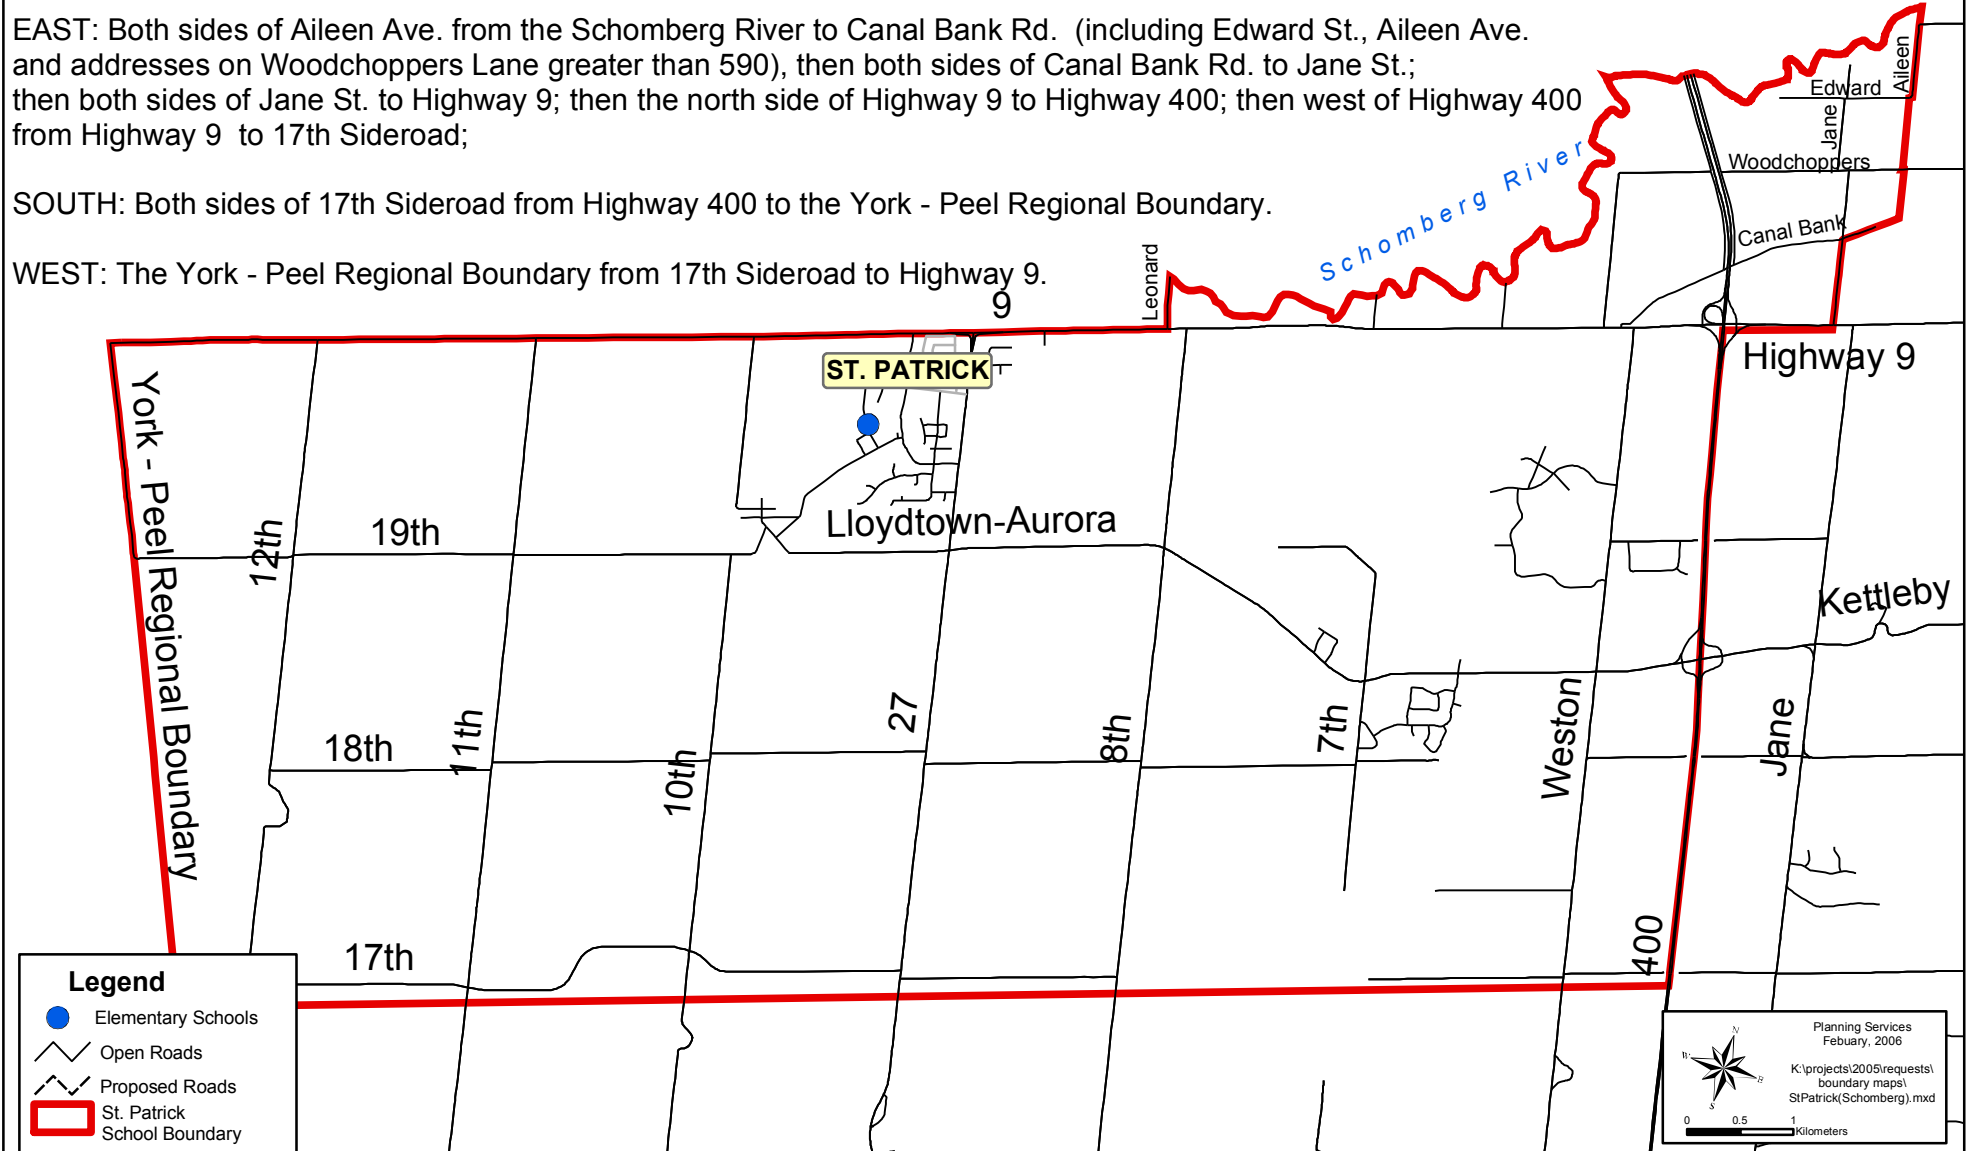 EAST: Both sides of Aileen Ave. from the Schomberg River to Canal Bank Rd. (including Edward St., Aileen Ave.
and addresses on Woodchoppers Lane greater than 590), then both sides of Canal Bank Rd. to Jane St.;
then both sides of Jane St. to Highway 9; then the north side of Highway 9 to Highway 400; then west of Highway 400
from Highway 9 to 17th Sideroad;
SOUTH: Both sides of 17th Sideroad from Highway 400 to the York - Peel Regional Boundary.
WEST: The York - Peel Regional Boundary from 17th Sideroad to Highway 9.
Aileen
Edward
Jane
Woodchoppers
Canal Bank
Schomberg River
Leonard
9
Highway 9
ST. PATRICK
York - Peel Regional Boundary
12th
19th
Lloydtown-Aurora
Kettleby
18th
11th
10th
27
8th
7th
Weston
Jane
17th
400
Legend
Elementary Schools
Open Roads
Proposed Roads
St. Patrick
School Boundary
N
W
E
S
Planning Services
Febuary, 2006
K:\projects\2005\requests\
boundary maps\
StPatrick(Schomberg).mxd
0 0.5 1
Kilometers